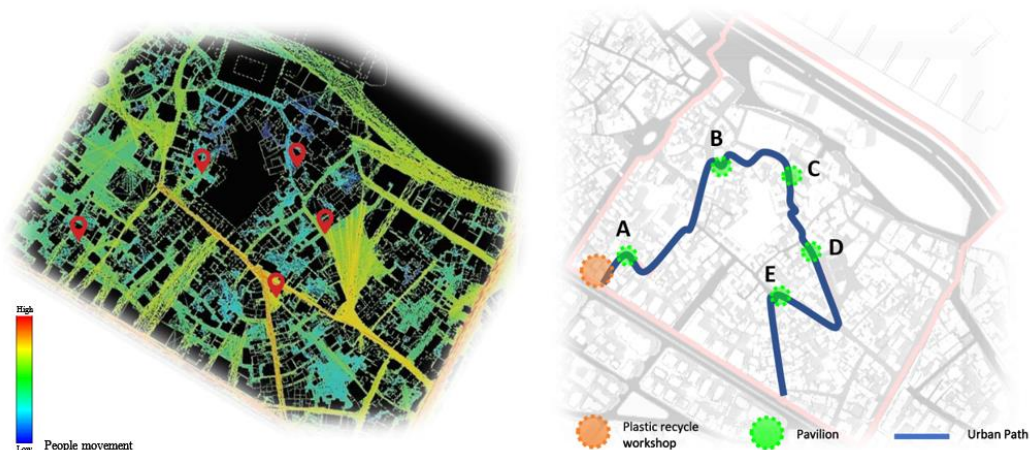 High
Low
People movement
A
B
C
D
E
Plastic recycle
workshop
Pavilion
Urban Path